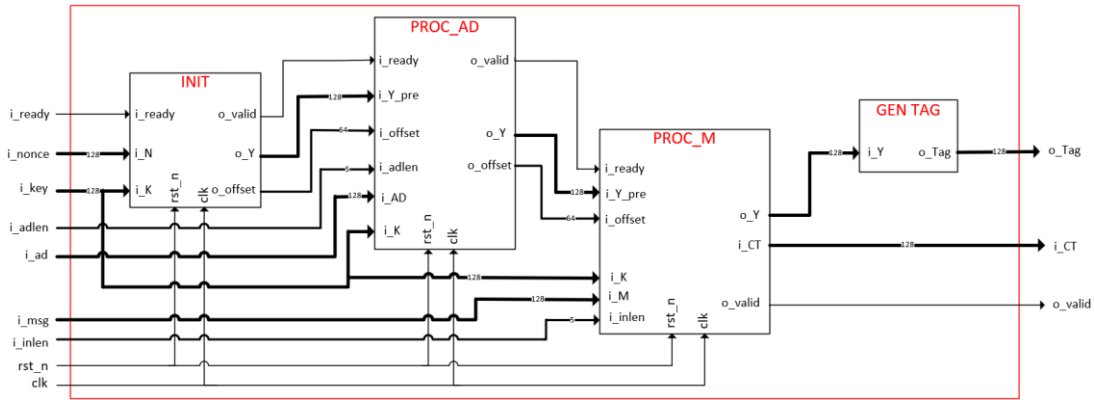 PROC_AD
i_ready
o_valid
i_Y_pre
128
o_Y
i_offset
64
o_offset
i_adlen
5
i_AD
128
i_K
rst_n
clk
INIT
i_ready
o_valid
i_N
o_Y
i_K
o_offset
rst_n
clk
i_ready
i_nonce
128
i_key
128
i_adlen
i_ad
i_msg
i_inlen
rst_n
clk
PROC_M
i_ready
i_Y_pre
128
i_offset
64
o_Y
i_CT
128
i_K
128
i_M
128
i_inlen
5
o_valid
rst_n
clk
GEN TAG
i_Y
128
o_Tag
128
o_Tag
i_CT
o_valid